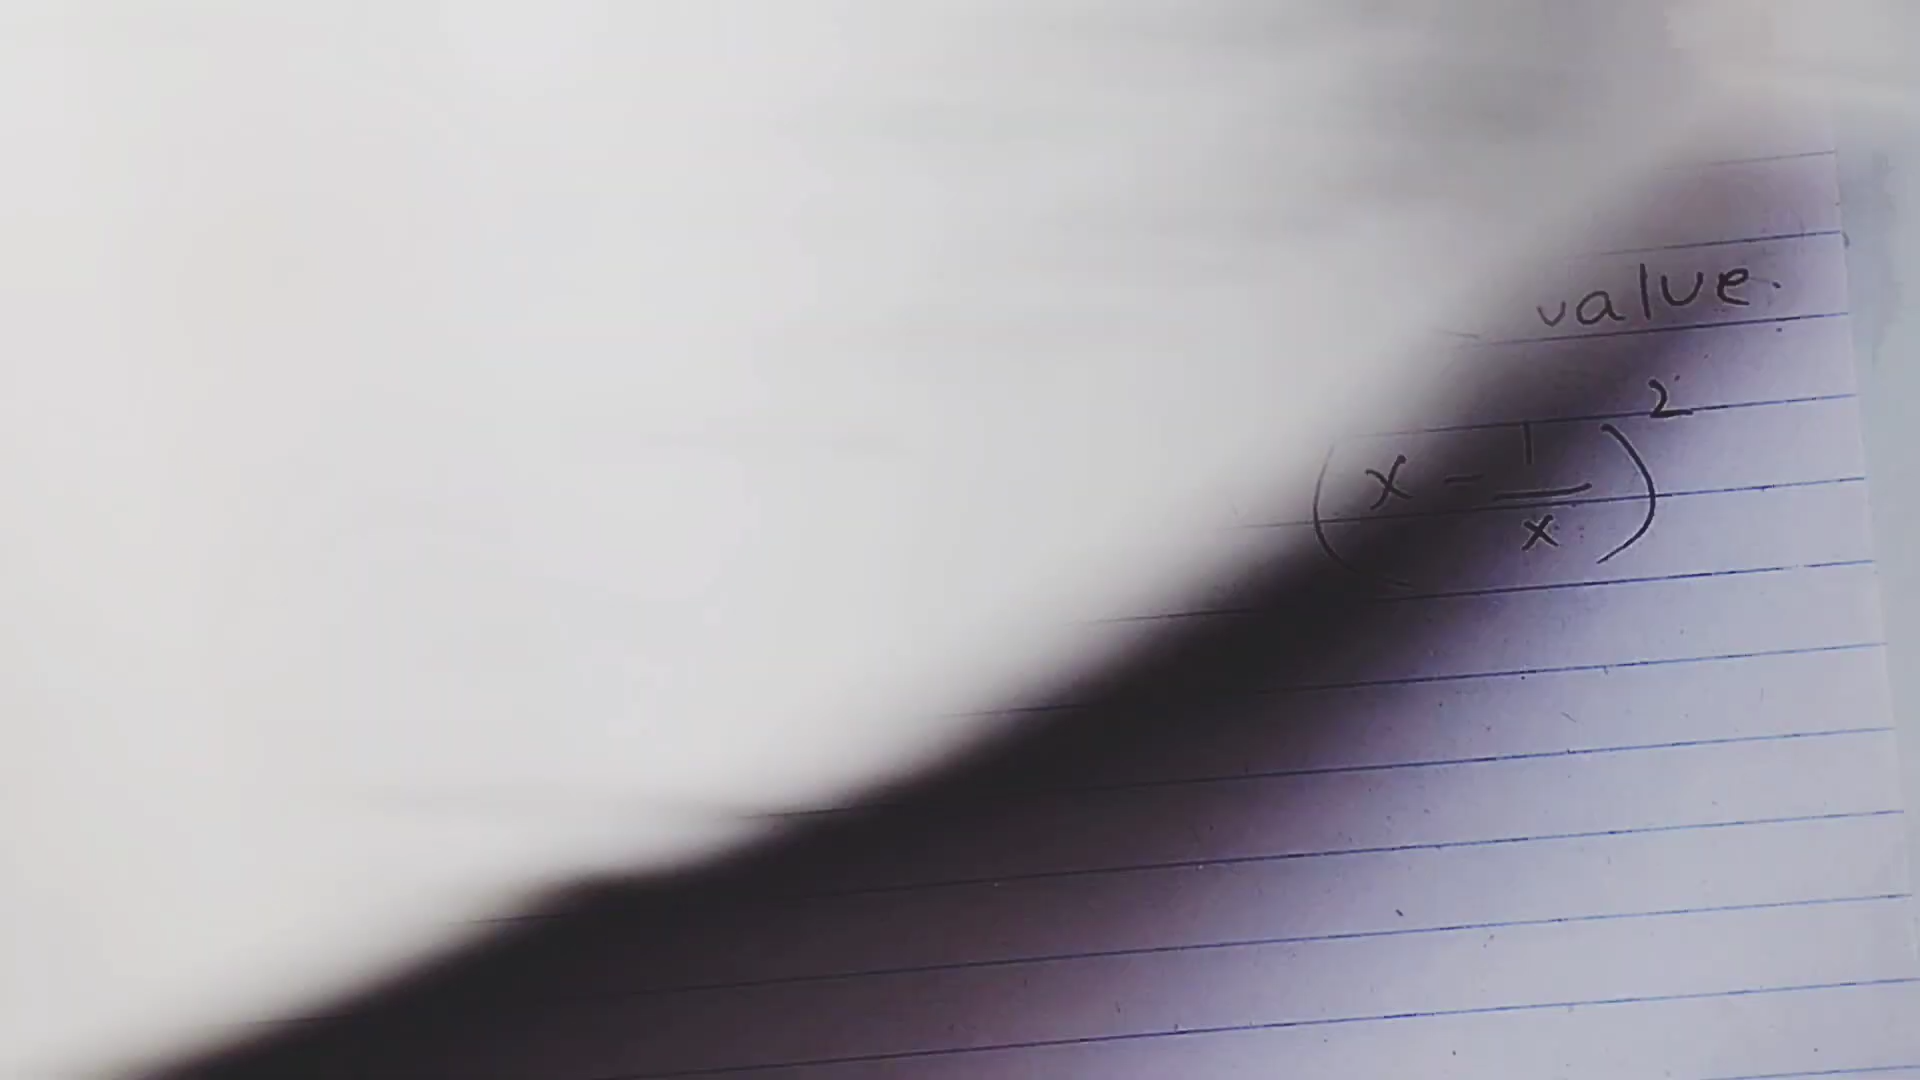 value.
(x - 1/x)²